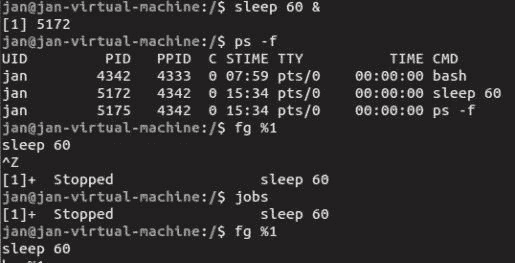 jan@jan-virtual-machine:/$ sleep 60 &
[1] 5172
jan@jan-virtual-machine:/$ ps -f
UID          PID    PPID  C STIME TTY          TIME CMD
jan         4342    4333  0 07:59 pts/0    00:00:00 bash
jan         5172    4342  0 15:34 pts/0    00:00:00 sleep 60
jan         5175    4342  0 15:34 pts/0    00:00:00 ps -f
jan@jan-virtual-machine:/$ fg %1
sleep 60
^Z
[1]+  Stopped                 sleep 60
jan@jan-virtual-machine:/$ jobs
[1]+  Stopped                 sleep 60
jan@jan-virtual-machine:/$ fg %1
sleep 60